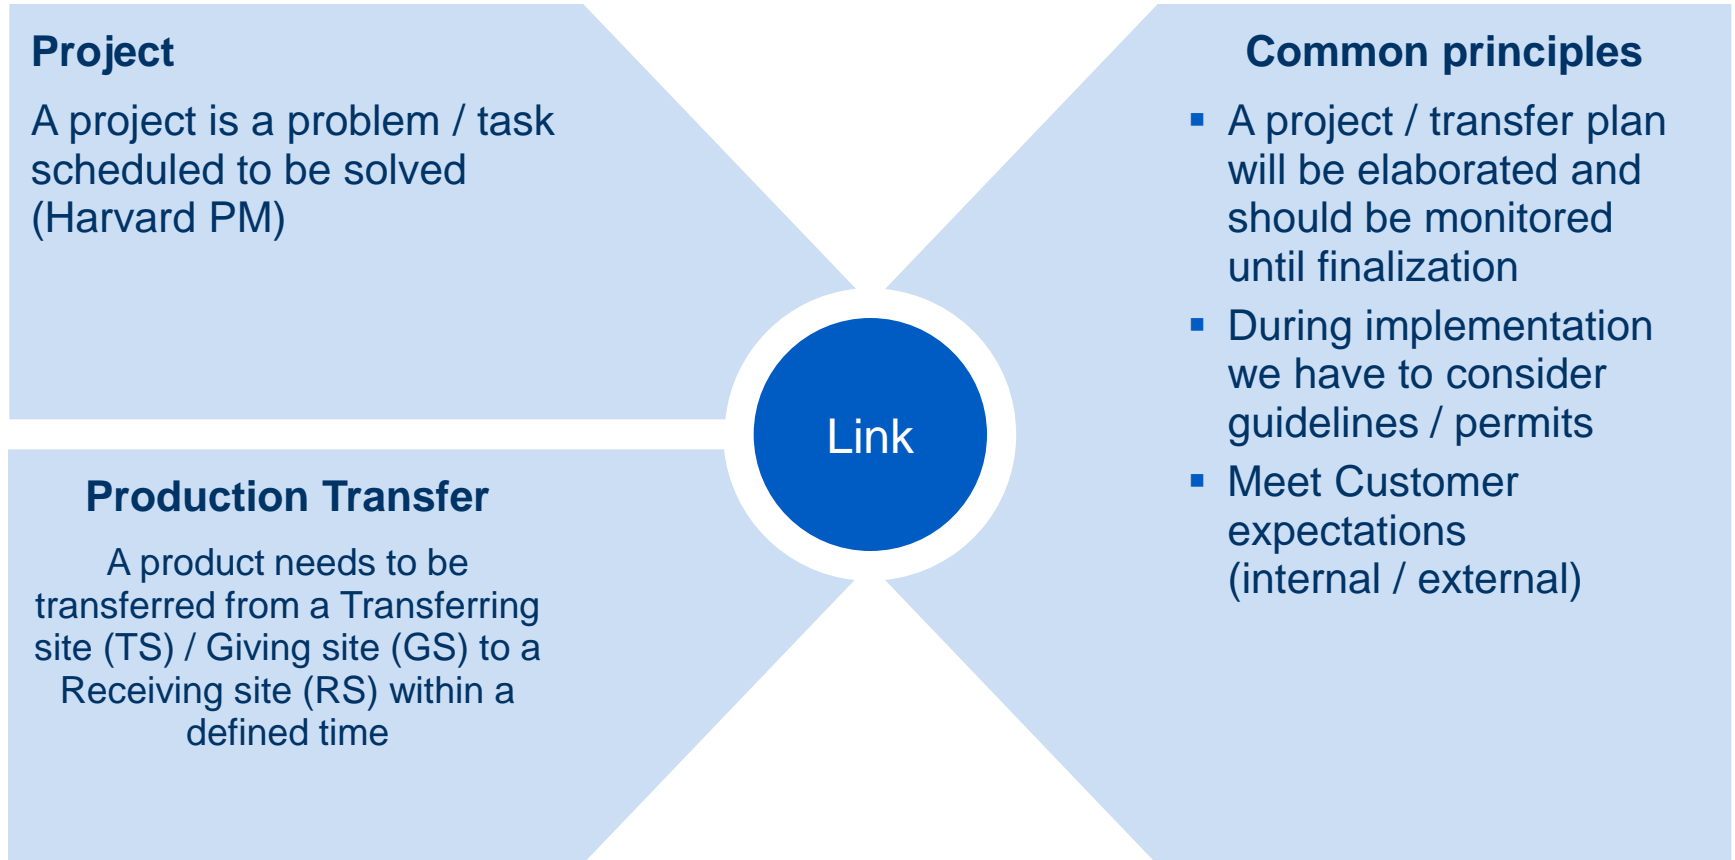 Project
A project is a problem / task
scheduled to be solved
(Harvard PM)
Production Transfer
A product needs to be
transferred from a Transferring
site (TS) / Giving site (GS) to a
Receiving site (RS) within a
defined time
Link
Common principles
▪ A project / transfer plan
will be elaborated and
should be monitored
until finalization
▪ During implementation
we have to consider
guidelines / permits
▪ Meet Customer
expectations
(internal / external)